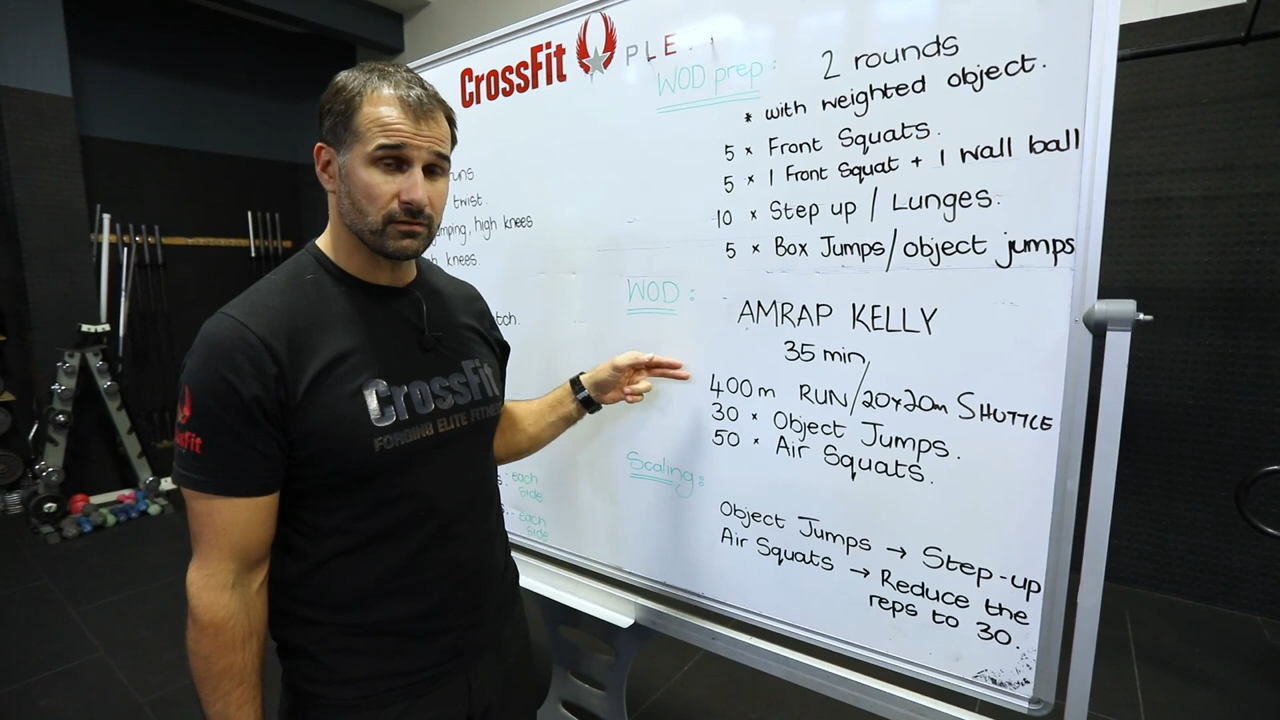 CrossFit PLE
WOD prep: 2 rounds
* with weighted object.
5 × Front Squats.
5 × 1 Front Squat + 1 wall ball
10 × Step up / Lunges.
5 × Box Jumps/object jumps
twist.
high knees
knees.
WOD:
AMRAP KELLY
35 min
400m RUN/20x20m SHUTTLE
30 × Object Jumps.
50 × Air Squats.
Scaling:
Object Jumps → Step-up
Air Squats → Reduce the
reps to 30.
each
side
each
side
CrossFit
FORGING ELITE